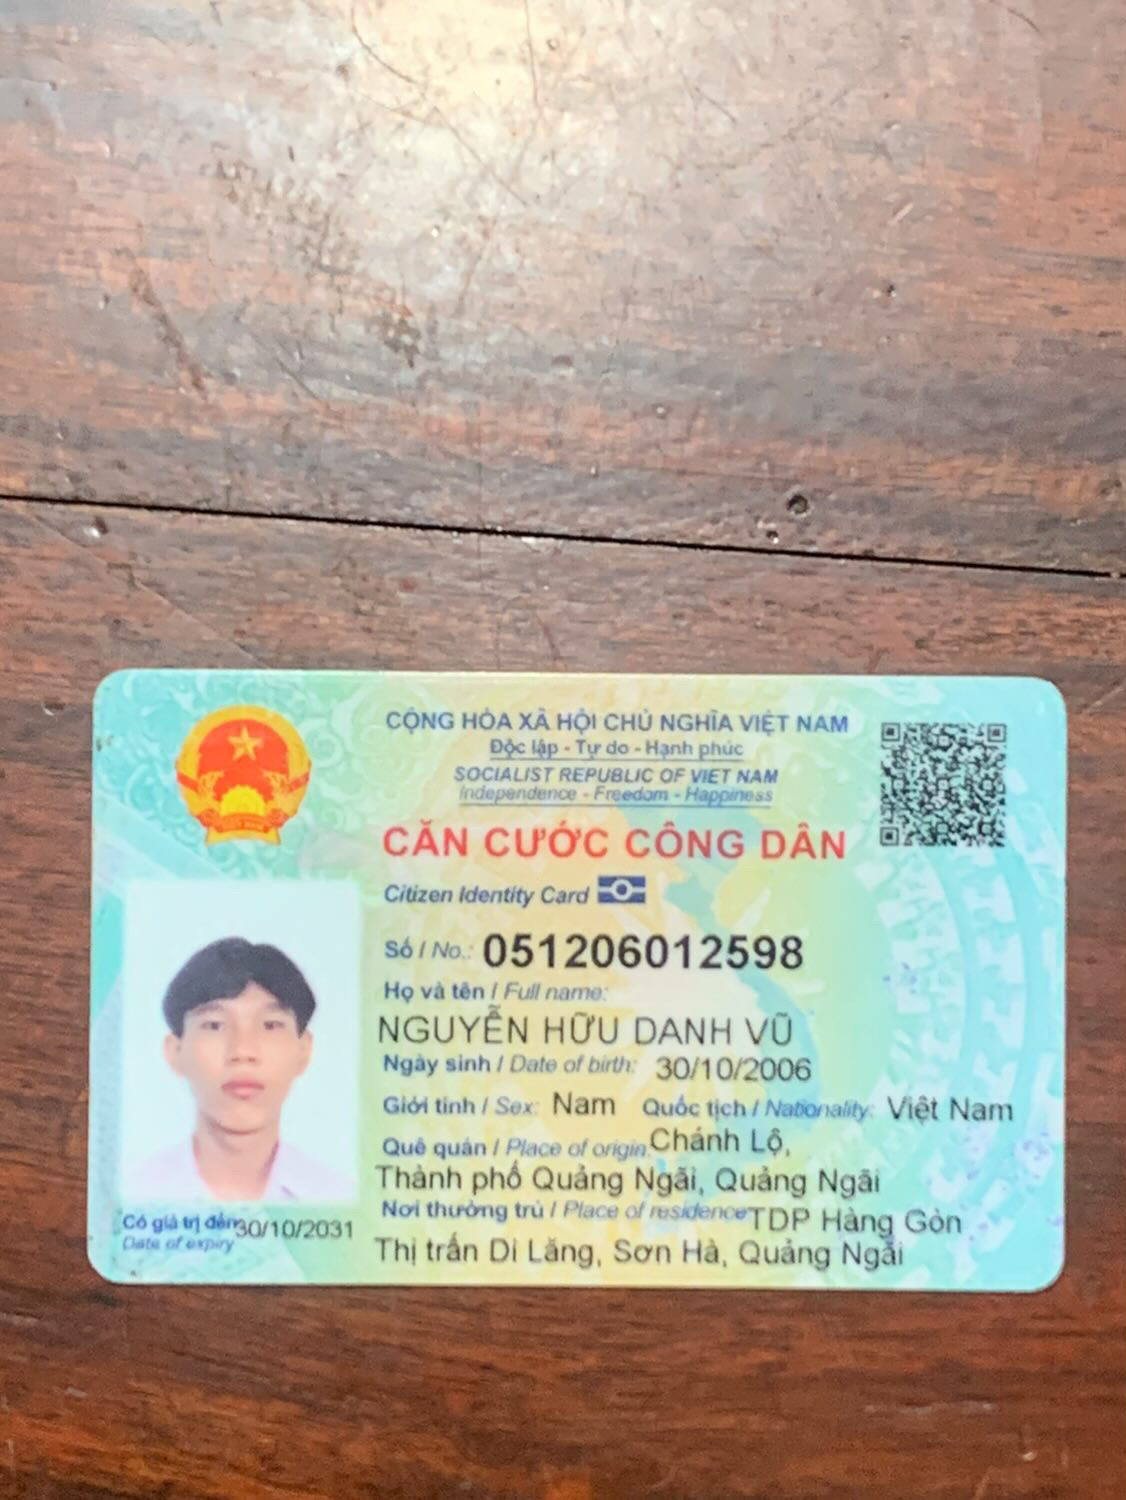 CỘNG HÒA XÃ HỘI CHỦ NGHĨA VIỆT NAM
Độc lập - Tự do - Hạnh phúc
SOCIALIST REPUBLIC OF VIET NAM
Independence - Freedom - Happiness
CĂN CƯỚC CÔNG DÂN
Citizen Identity Card
Số / No.: 051206012598
Họ và tên / Full name:
NGUYỄN HỮU DANH VŨ
Ngày sinh / Date of birth: 30/10/2006
Giới tính / Sex: Nam Quốc tịch / Nationality: Việt Nam
Quê quán / Place of origin: Chánh Lộ,
Thành phố Quảng Ngãi, Quảng Ngãi
Nơi thường trú / Place of residence TDP Hàng Gòn
Thị trấn Di Lăng, Sơn Hà, Quảng Ngãi
Có giá trị đến 30/10/2031
Date of expiry